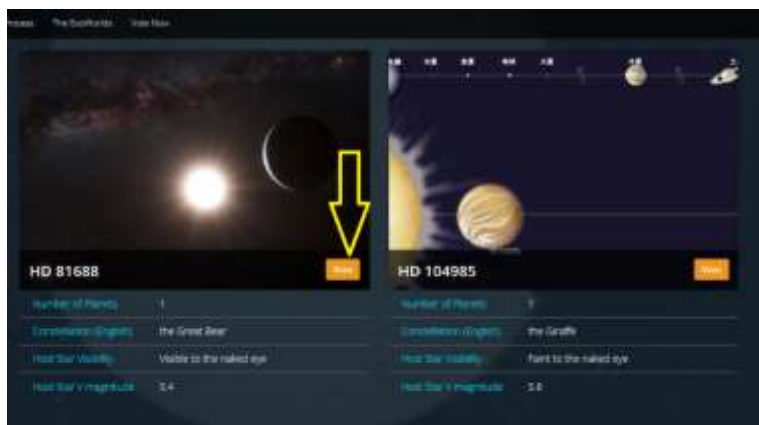 Process The ExoWorlds Vote Now
HD 81688
HD 104985
Number of Planets 1
Constellation (English) the Great Bear
Host Star Visibility Visible to the naked eye
Host Star V magnitude 5.4
Number of Planets 1
Constellation (English) the Giraffe
Host Star Visibility Faint to the naked eye
Host Star V magnitude 5.8